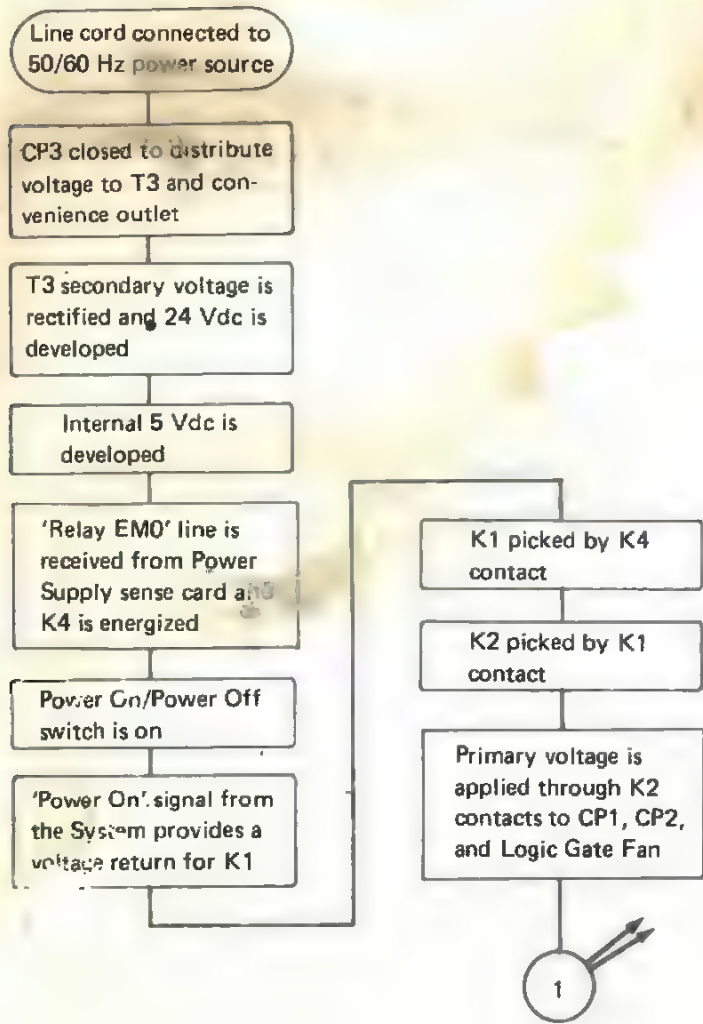 Line cord connected to
50/60 Hz power source
CP3 closed to distribute
voltage to T3 and con-
venience outlet
T3 secondary voltage is
rectified and 24 Vdc is
developed
Internal 5 Vdc is
developed
'Relay EMO' line is
received from Power
Supply sense card and
K4 is energized
Power On/Power Off
switch is on
'Power On' signal from
the System provides a
voltage return for K1
K1 picked by K4
contact
K2 picked by K1
contact
Primary voltage is
applied through K2
contacts to CP1, CP2,
and Logic Gate Fan
1